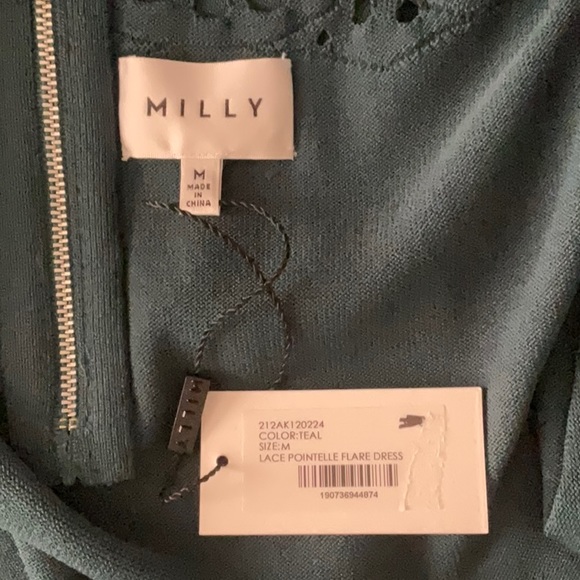 MILLY
M
MADE
IN
CHINA
MILLY
212AK120224
COLOR:TEAL
SIZE:M
LACE POINTELLE FLARE DRESS
190736944874